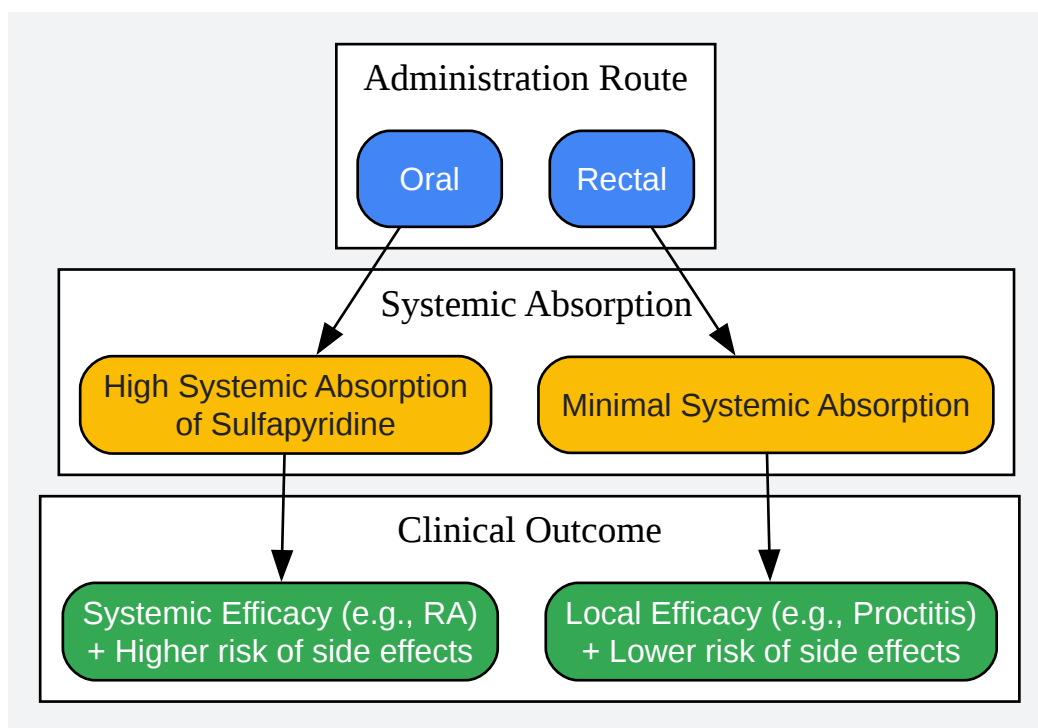 Administration Route
Oral
Rectal
Systemic Absorption
High Systemic Absorption
of Sulfapyridine
Minimal Systemic Absorption
Clinical Outcome
Systemic Efficacy (e.g., RA)
+ Higher risk of side effects
Local Efficacy (e.g., Proctitis)
+ Lower risk of side effects